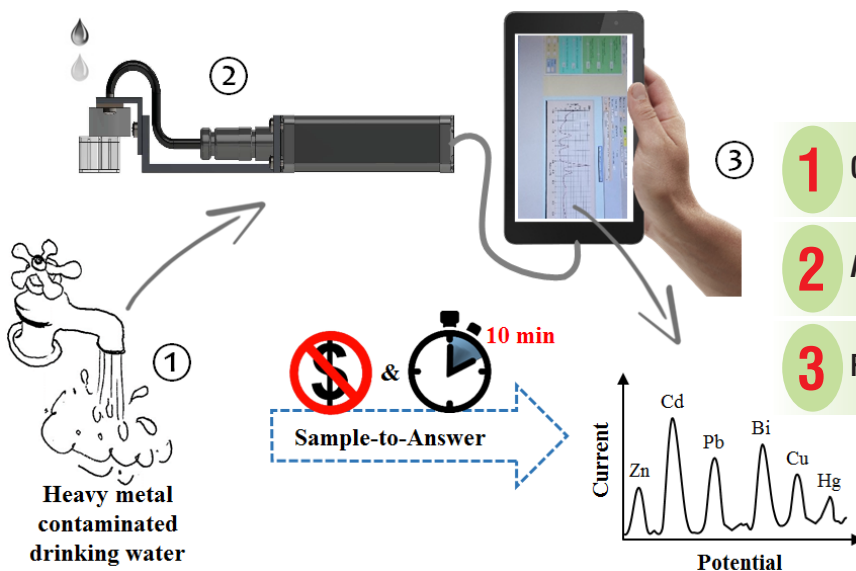 ②
③
①
10 min
$
&
Sample-to-Answer
Heavy metal
contaminated
drinking water
1
2
3
Cd
Bi
Pb
Cu
Zn
Hg
Current
Potential